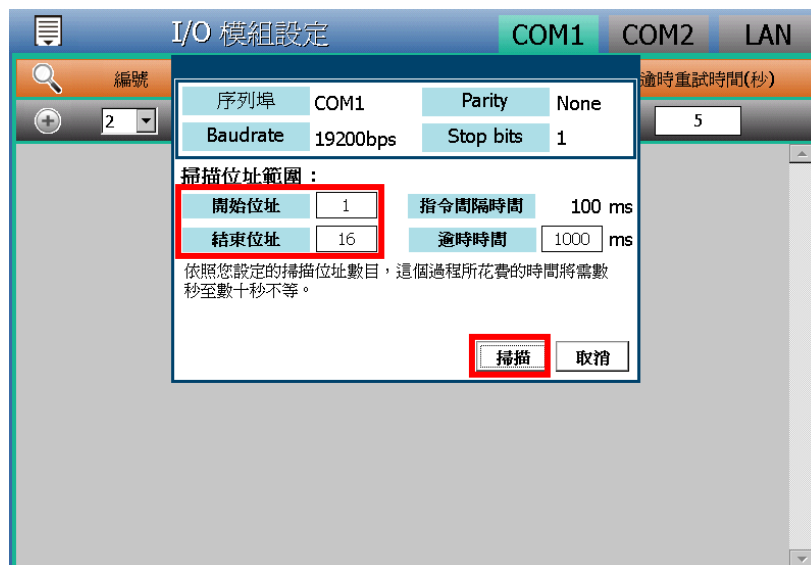 I/O 模組設定 COM1 COM2 LAN
編號 逾時重試時間(秒)
2 5
序列埠 COM1 Parity None
Baudrate 19200bps Stop bits 1
掃描位址範圍：
開始位址 1 指令間隔時間 100 ms
結束位址 16 逾時時間 1000 ms
依照您設定的掃描位址數目，這個過程所花費的時間將需數
秒至數十秒不等。
掃描 取消